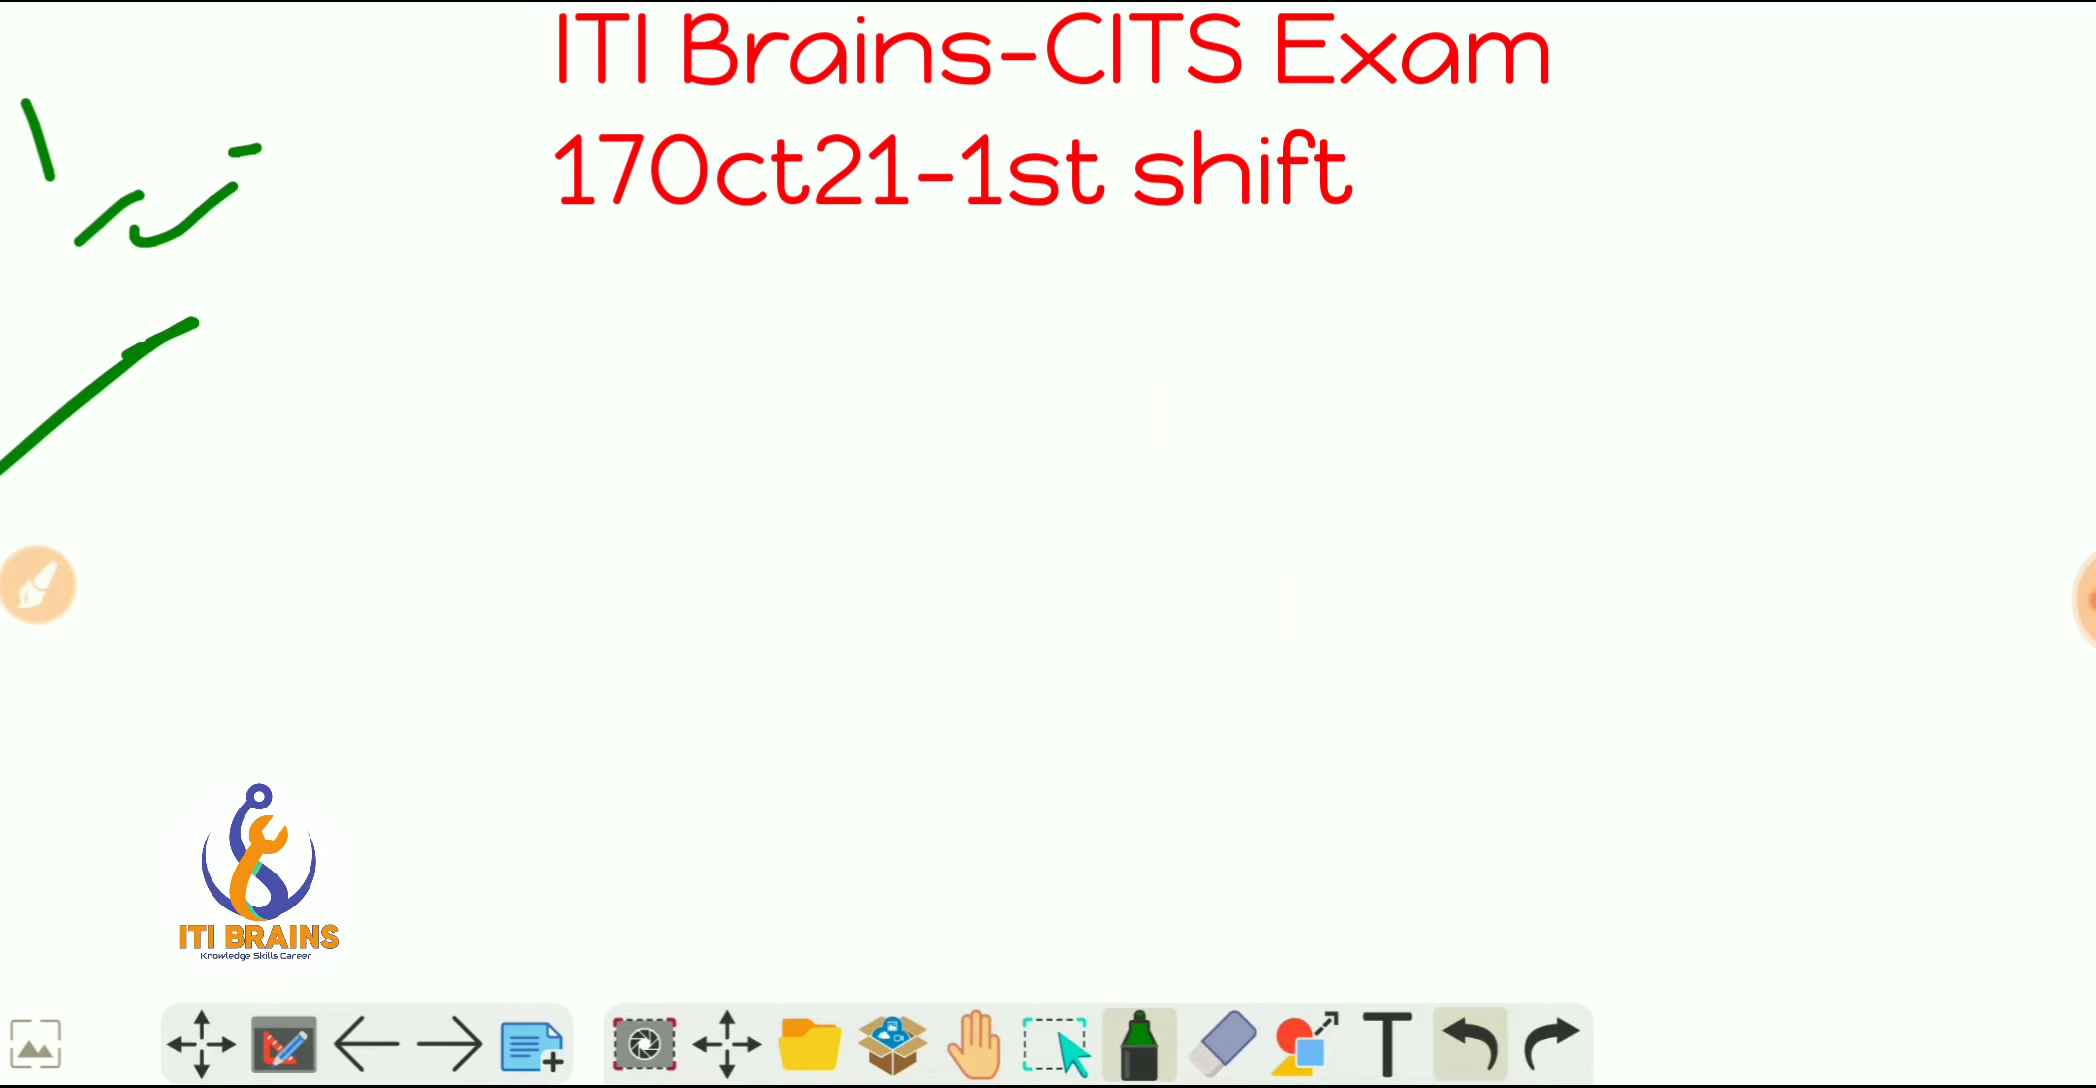 ITI Brains-CITS Exam
17Oct21-1st shift
ITI BRAINS
Knowledge Skills Career